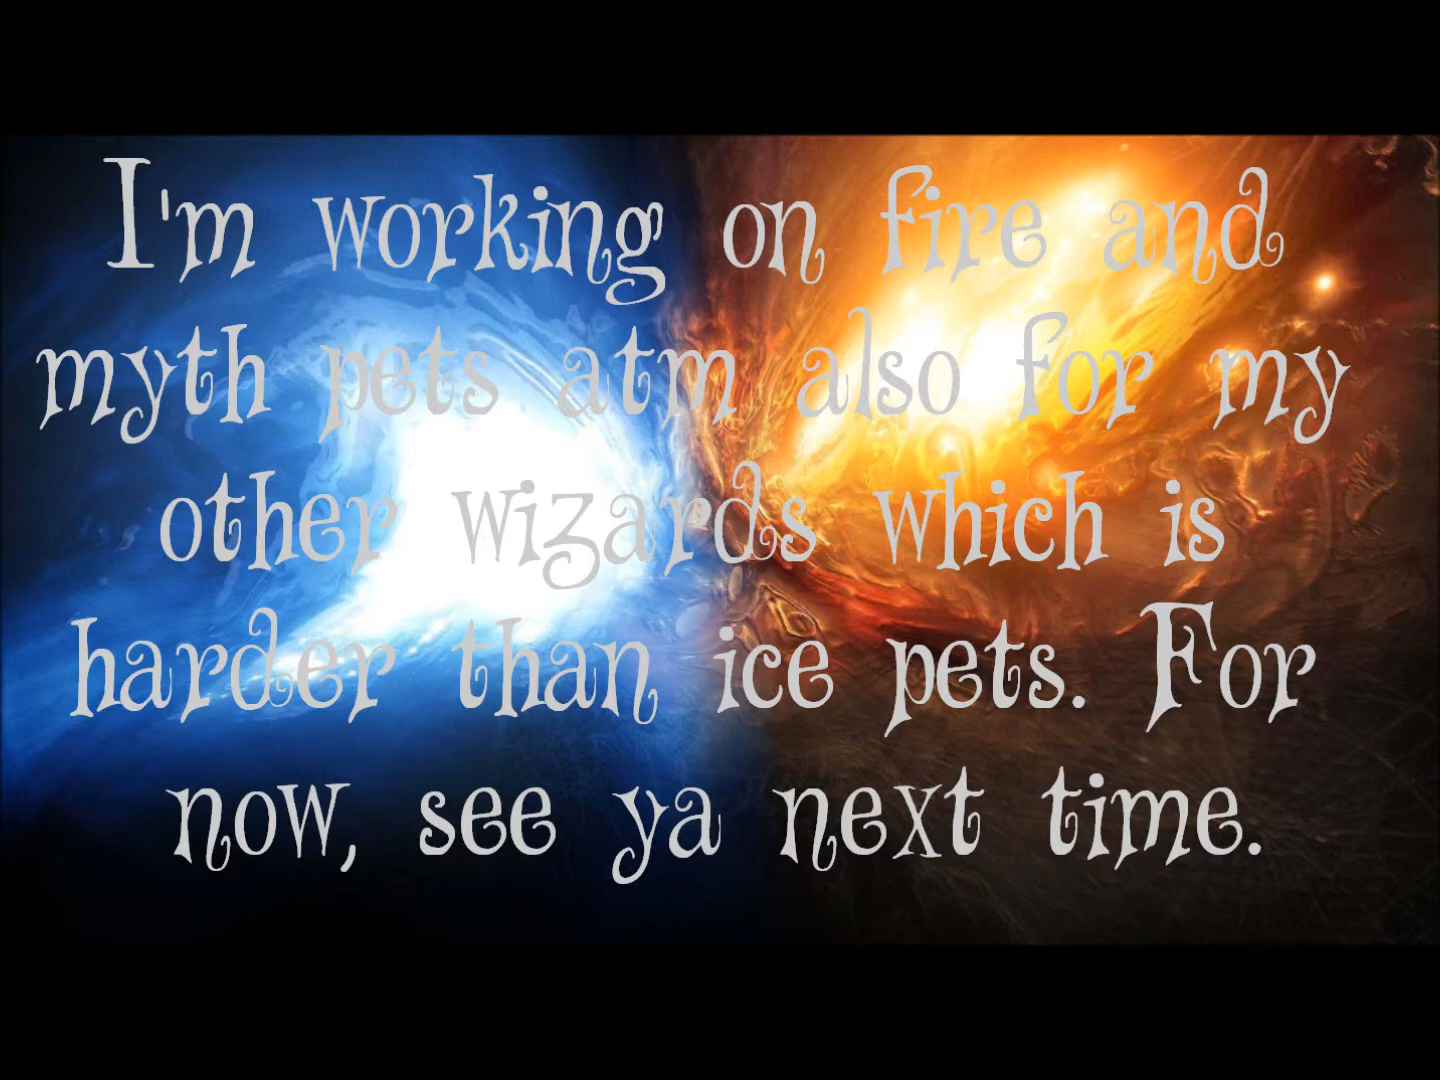 I'm working on fire and
myth pets atm also for my
other wizards which is
harder than ice pets. For
now, see ya next time.